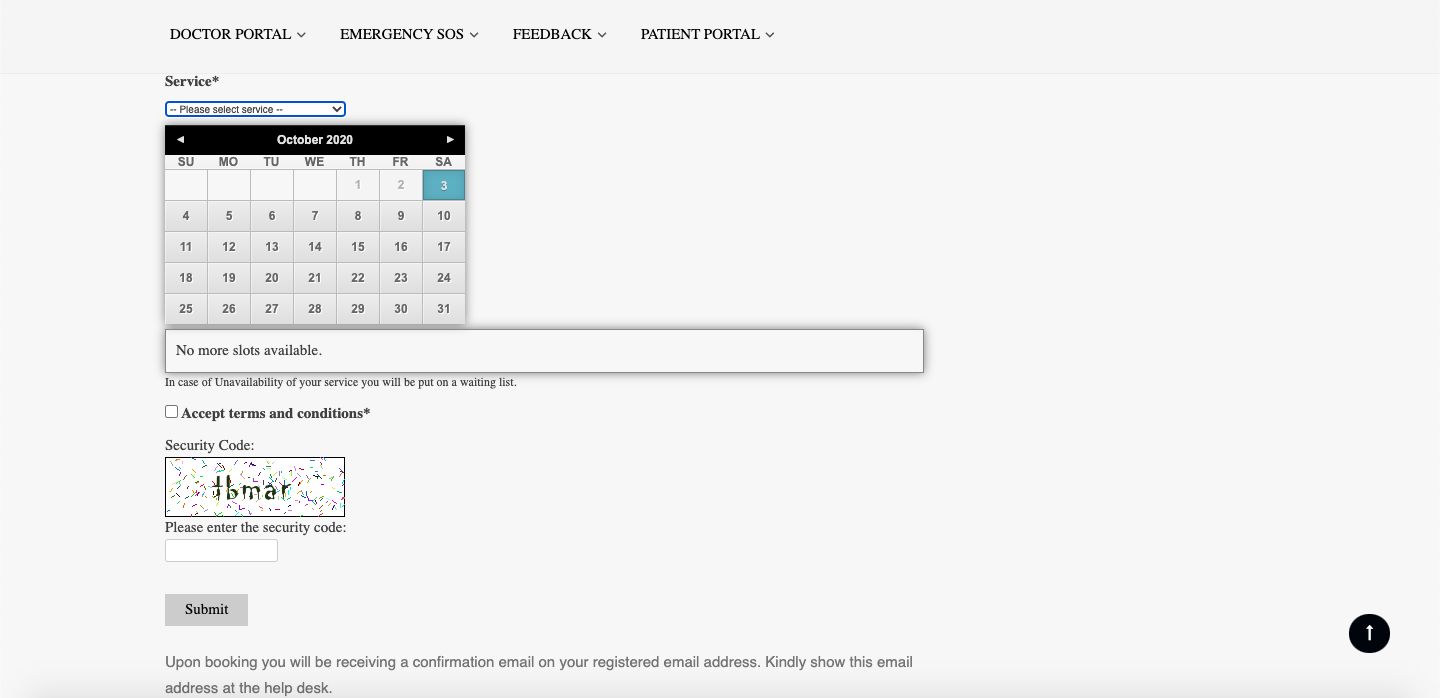 DOCTOR PORTAL EMERGENCY SOS FEEDBACK PATIENT PORTAL
Service*
-- Please select service --
◄ October 2020 ►
SU MO TU WE TH FR SA
1 2 3
4 5 6 7 8 9 10
11 12 13 14 15 16 17
18 19 20 21 22 23 24
25 26 27 28 29 30 31
No more slots available.
In case of Unavailability of your service you will be put on a waiting list.
Accept terms and conditions*
Security Code:
tbmar
Please enter the security code:
Submit
Upon booking you will be receiving a confirmation email on your registered email address. Kindly show this email
address at the help desk.